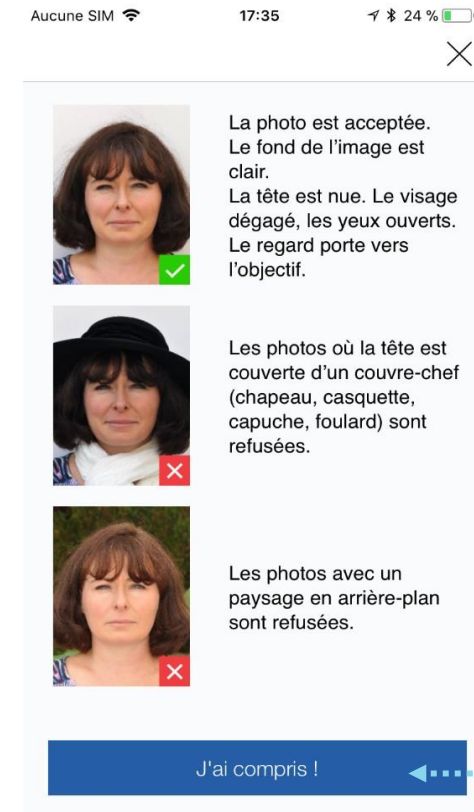 Aucune SIM 17:35 24 %
La photo est acceptée.
Le fond de l'image est
clair.
La tête est nue. Le visage
dégagé, les yeux ouverts.
Le regard porte vers
l'objectif.
Les photos où la tête est
couverte d'un couvre-chef
(chapeau, casquette,
capuche, foulard) sont
refusées.
Les photos avec un
paysage en arrière-plan
sont refusées.
J'ai compris !